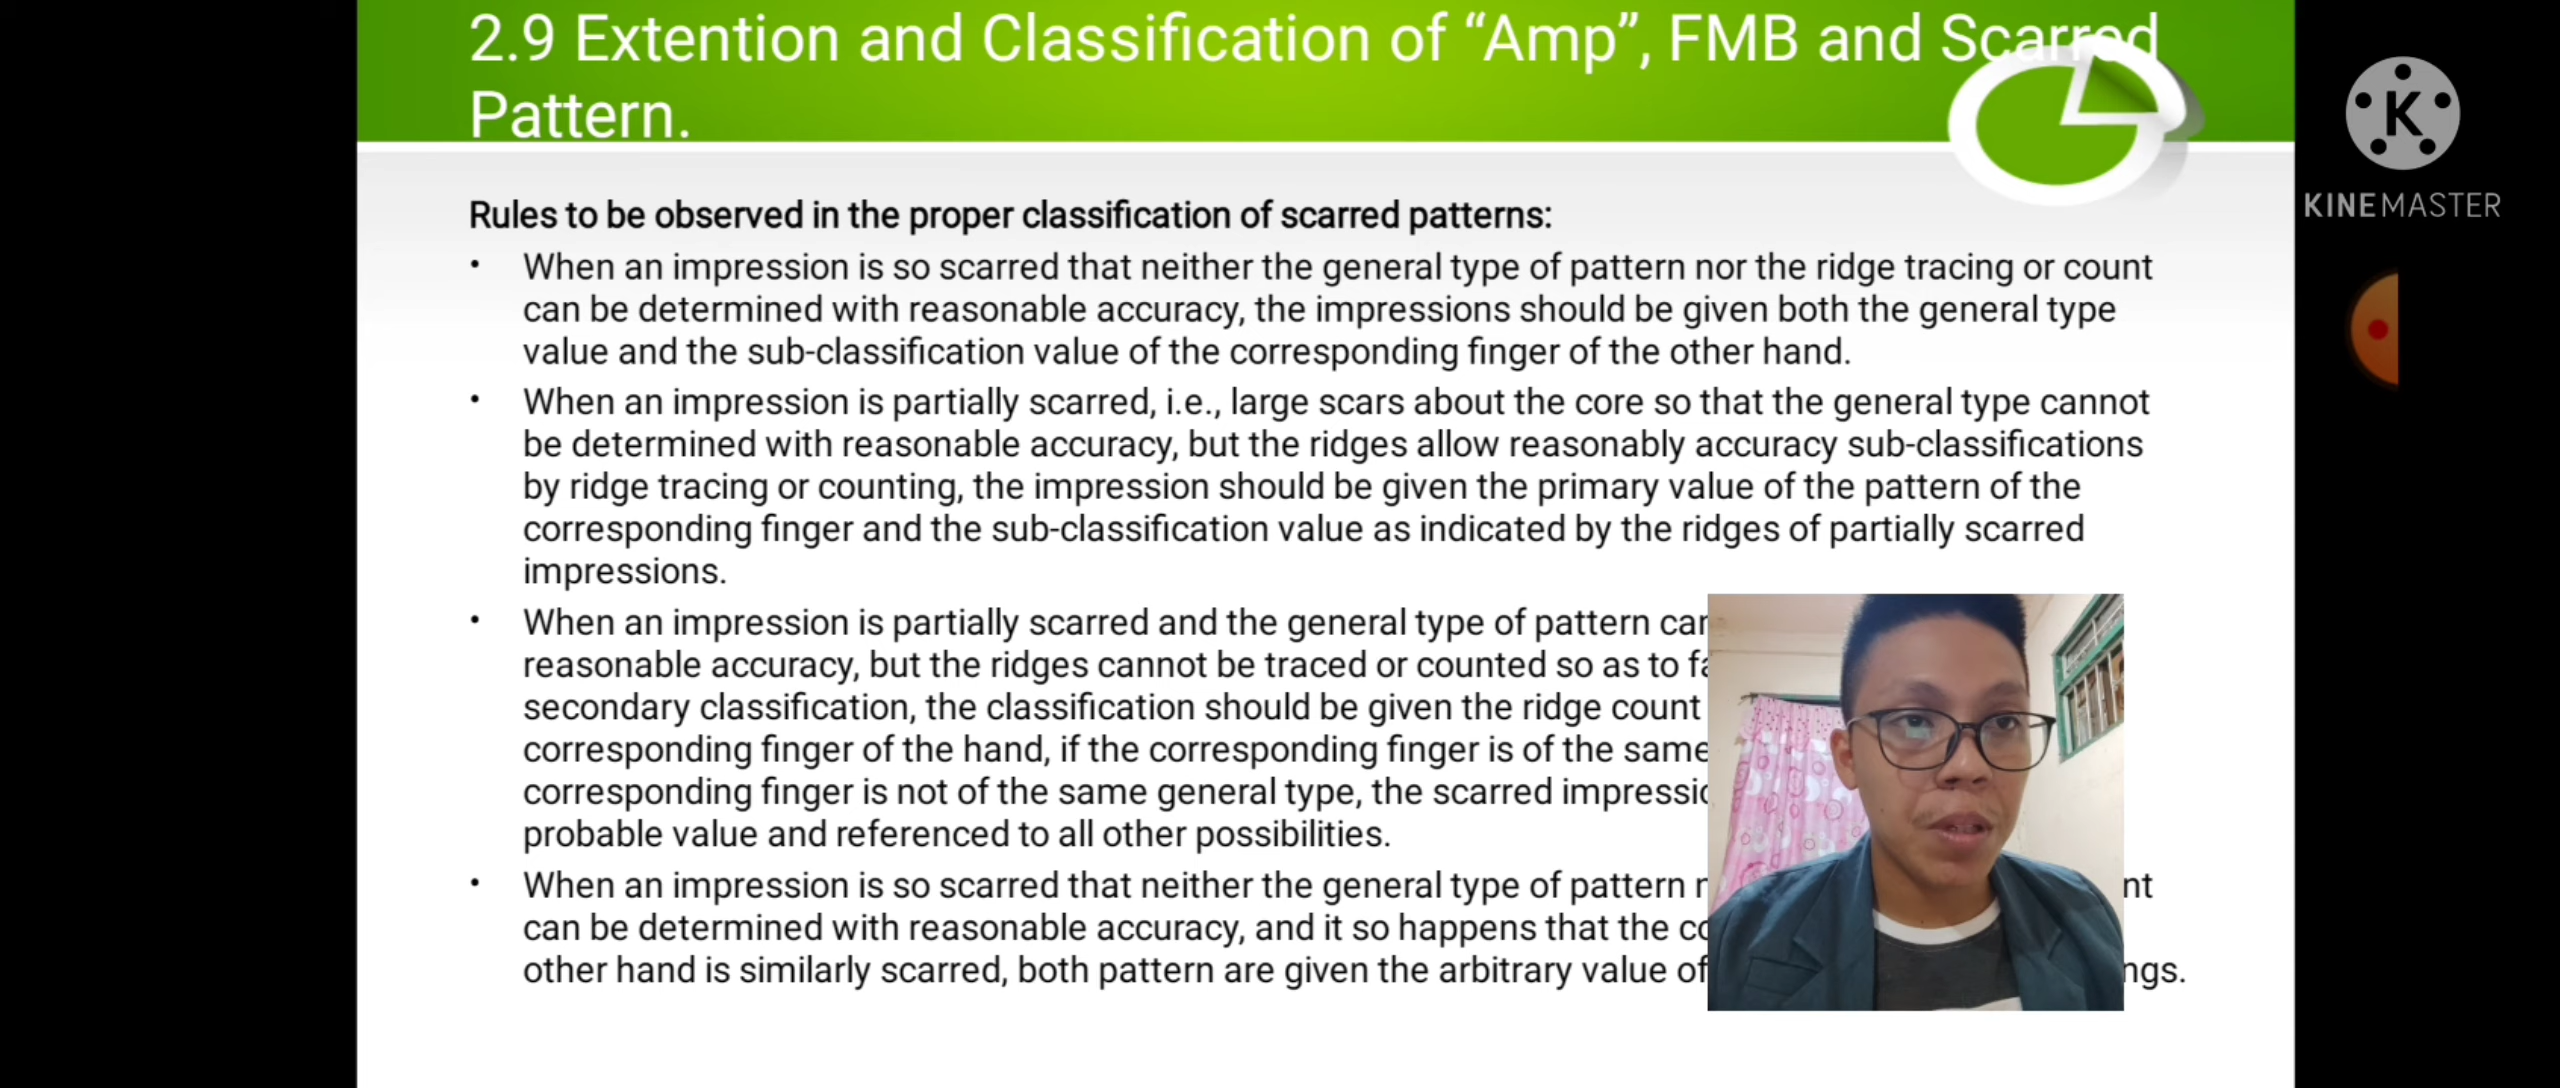 2.9 Extention and Classification of “Amp”, FMB and Scarred
Pattern.
K
KINEMASTER
Rules to be observed in the proper classification of scarred patterns:
• When an impression is so scarred that neither the general type of pattern nor the ridge tracing or count
can be determined with reasonable accuracy, the impressions should be given both the general type
value and the sub-classification value of the corresponding finger of the other hand.
• When an impression is partially scarred, i.e., large scars about the core so that the general type cannot
be determined with reasonable accuracy, but the ridges allow reasonably accuracy sub-classifications
by ridge tracing or counting, the impression should be given the primary value of the pattern of the
corresponding finger and the sub-classification value as indicated by the ridges of partially scarred
impressions.
• When an impression is partially scarred and the general type of pattern
reasonable accuracy, but the ridges cannot be traced or counted so as to
secondary classification, the classification should be given the ridge count
corresponding finger of the hand, if the corresponding finger is of the same
corresponding finger is not of the same general type, the scarred
probable value and referenced to all other possibilities.
• When an impression is so scarred that neither the general type of pattern
can be determined with reasonable accuracy, and it so happens that the
other hand is similarly scarred, both pattern are given the arbitrary value of